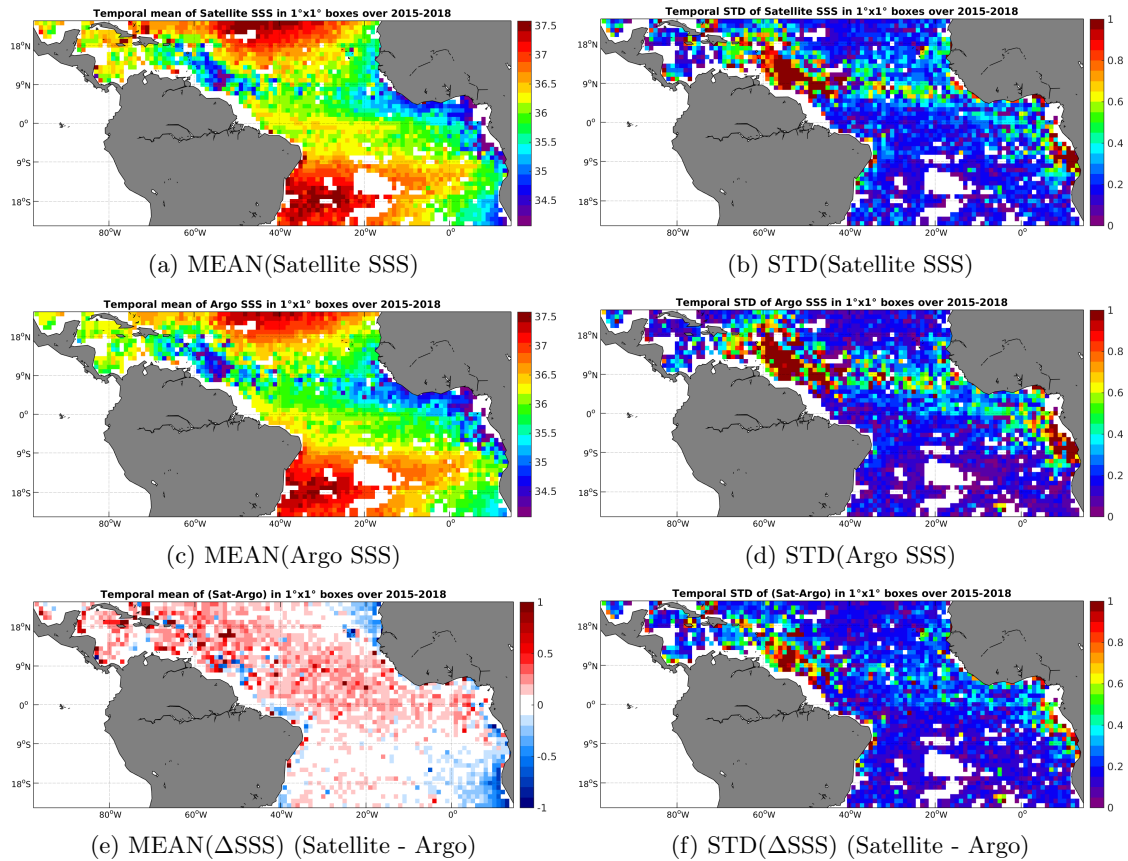 Temporal mean of Satellite SSS in 1°x1° boxes over 2015-2018
18°N
9°N
0°
9°S
18°S
80°W 60°W 40°W 20°W 0°
37.5
37
36.5
36
35.5
35
34.5
(a) MEAN(Satellite SSS)
Temporal STD of Satellite SSS in 1°x1° boxes over 2015-2018
18°N
9°N
0°
9°S
18°S
80°W 60°W 40°W 20°W 0°
1
0.8
0.6
0.4
0.2
0
(b) STD(Satellite SSS)
Temporal mean of Argo SSS in 1°x1° boxes over 2015-2018
18°N
9°N
0°
9°S
18°S
80°W 60°W 40°W 20°W 0°
37.5
37
36.5
36
35.5
35
34.5
(c) MEAN(Argo SSS)
Temporal STD of Argo SSS in 1°x1° boxes over 2015-2018
18°N
9°N
0°
9°S
18°S
80°W 60°W 40°W 20°W 0°
1
0.8
0.6
0.4
0.2
0
(d) STD(Argo SSS)
Temporal mean of (Sat-Argo) in 1°x1° boxes over 2015-2018
18°N
9°N
0°
9°S
18°S
80°W 60°W 40°W 20°W 0°
1
0.5
0
-0.5
-1
(e) MEAN(ΔSSS) (Satellite - Argo)
Temporal STD of (Sat-Argo) in 1°x1° boxes over 2015-2018
18°N
9°N
0°
9°S
18°S
80°W 60°W 40°W 20°W 0°
1
0.9
0.8
0.7
0.6
0.5
0.4
0.3
0.2
0.1
0
(f) STD(ΔSSS) (Satellite - Argo)